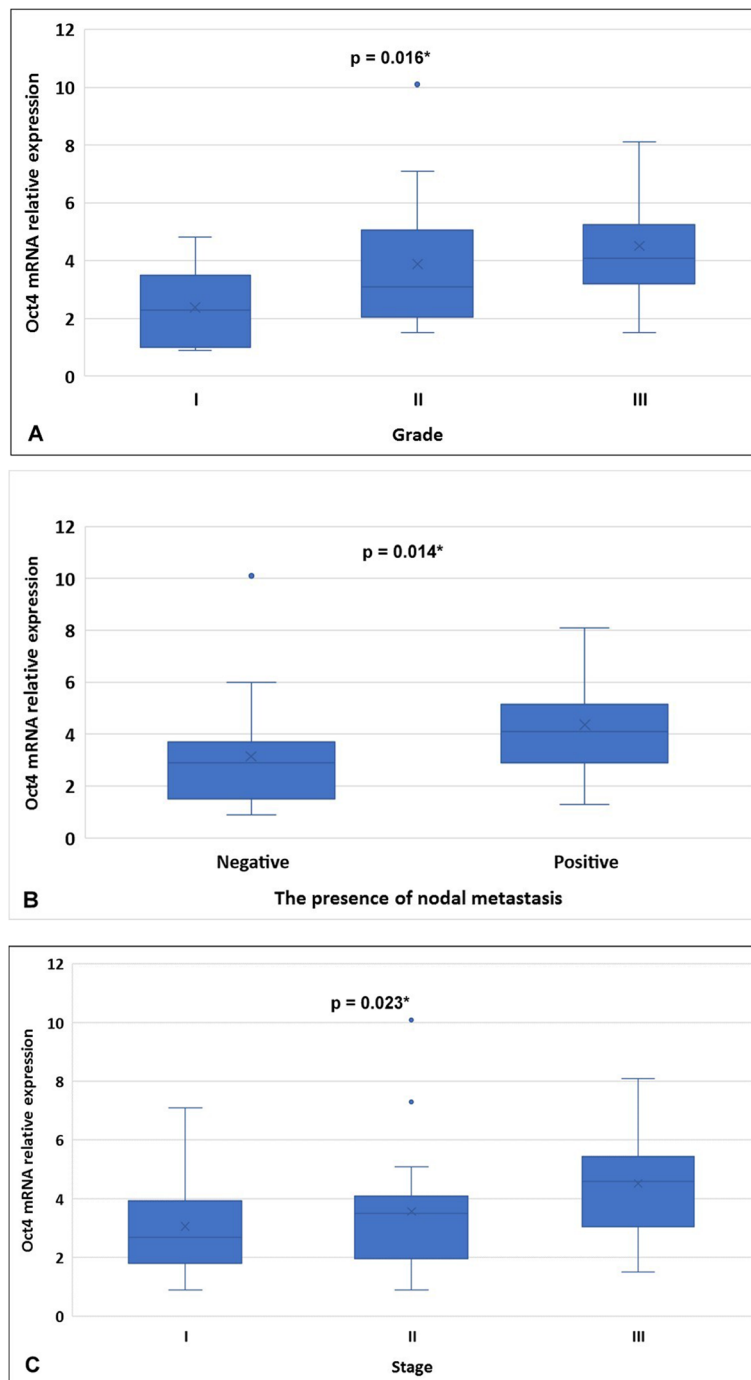 12
10
8
6
4
2
0
Oct4 mRNA relative expression
p = 0.016*
I II III
A
Grade
12
10
8
6
4
2
0
Oct4 mRNA relative expression
p = 0.014*
Negative Positive
B
The presence of nodal metastasis
12
10
8
6
4
2
0
Oct4 mRNA relative expression
p = 0.023*
I II III
C
Stage